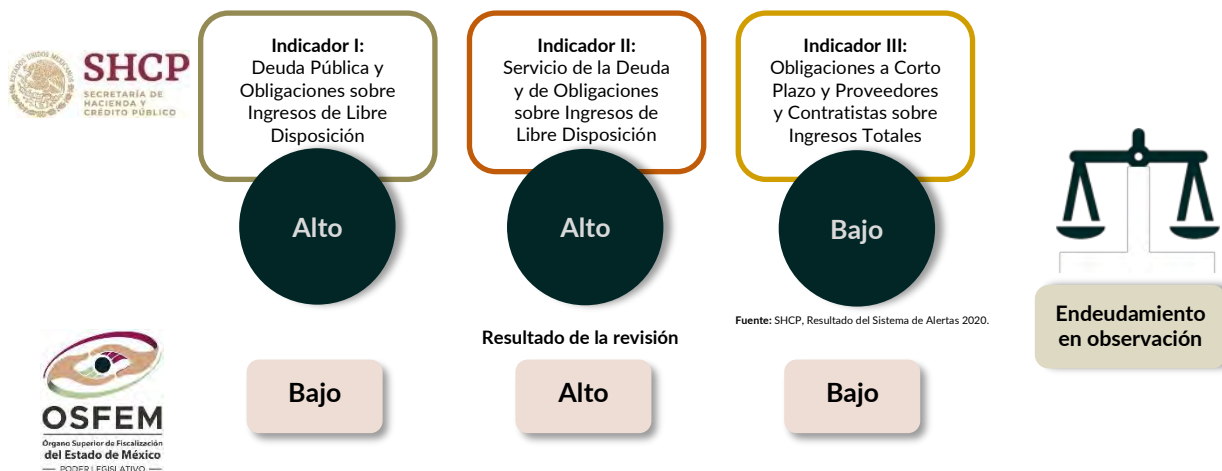 SHCP
SECRETARÍA DE
HACIENDA Y
CRÉDITO PÚBLICO
Indicador I:
Deuda Pública y
Obligaciones sobre
Ingresos de Libre
Disposición
Alto
Indicador II:
Servicio de la Deuda
y de Obligaciones
sobre Ingresos de
Libre Disposición
Alto
Indicador III:
Obligaciones a Corto
Plazo y Proveedores
y Contratistas sobre
Ingresos Totales
Bajo
Fuente: SHCP, Resultado del Sistema de Alertas 2020.
Endeudamiento
en observación
Resultado de la revisión
OSFEM
Órgano Superior de Fiscalización
del Estado de México
PODER LEGISLATIVO
Bajo
Alto
Bajo